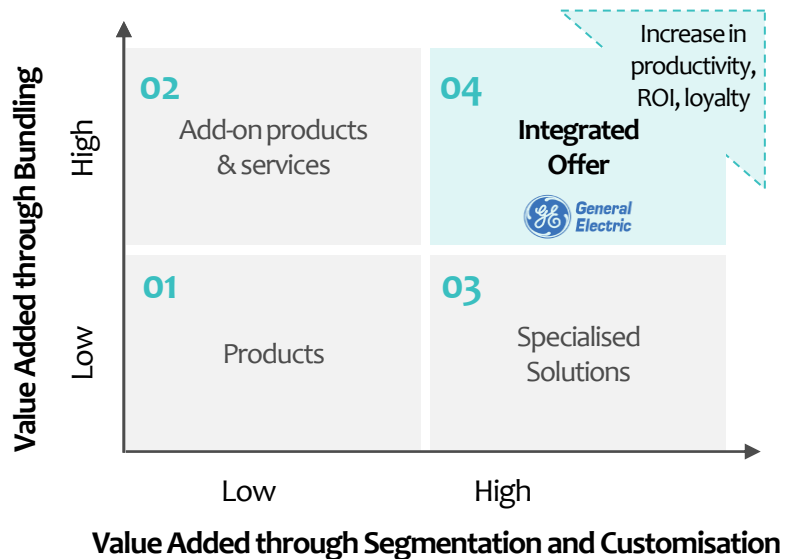 Value Added through Bundling
High
Low
02
Add-on products
& services
04
Integrated
Offer
GE
General
Electric
Increase in
productivity,
ROI, loyalty
01
Products
03
Specialised
Solutions
Low
High
Value Added through Segmentation and Customisation